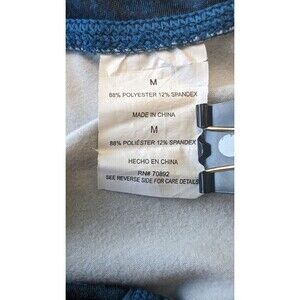 M
88% POLYESTER 12% SPANDEX
MADE IN CHINA
M
88% POLIÉSTER 12% SPANDEX
HECHO EN CHINA
RN# 70892
SEE REVERSE SIDE FOR CARE DETAILS